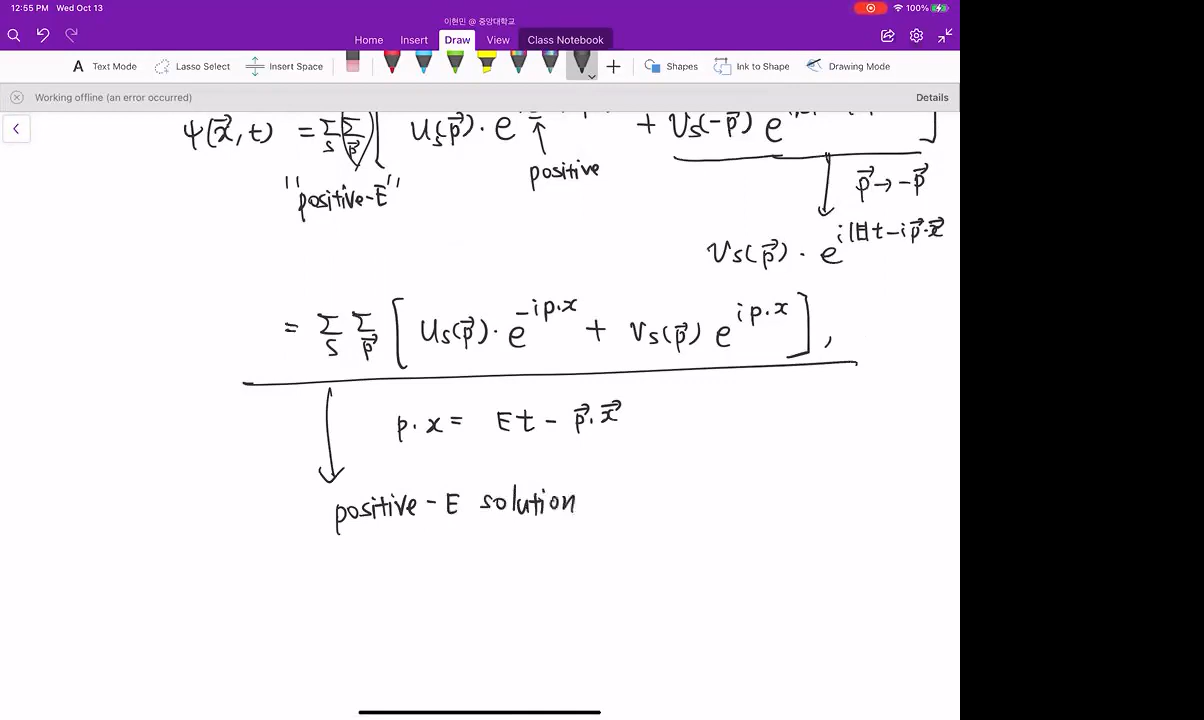 12:55 PM Wed Oct 13
100%
이현민 @ 중앙대학교
Home Insert Draw View Class Notebook
Text Mode Lasso Select Insert Space Shapes Ink to Shape Drawing Mode
Working offline (an error occurred) Details
ψ(x⃗, t) = Σ_s Σ_p⃗ [ u_s(p⃗) · e + v_s(-p⃗) e ]
"positive-E" positive p⃗ → -p⃗
v_s(p⃗) · e^{i|E|t - ip⃗·x⃗}
= Σ_s Σ_p⃗ [ u_s(p⃗) · e^{-ip·x} + v_s(p⃗) e^{ip·x} ],
p·x = Et - p⃗·x⃗
positive-E solution